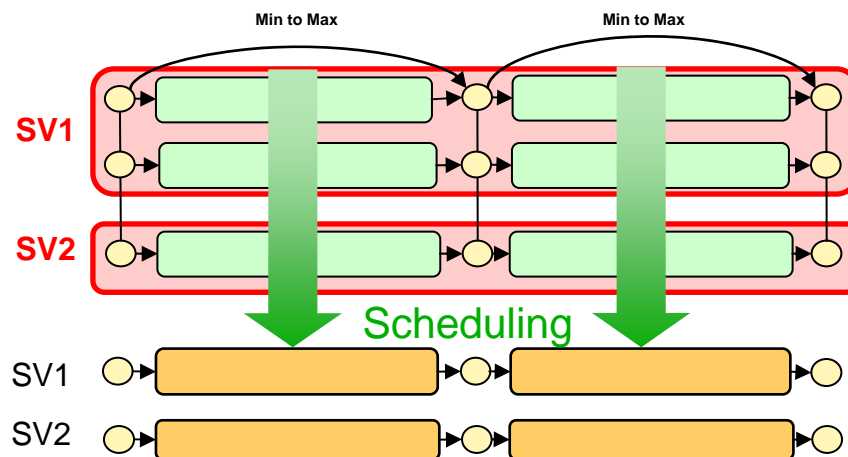 Min to Max
Min to Max
SV1
SV2
Scheduling
SV1
SV2